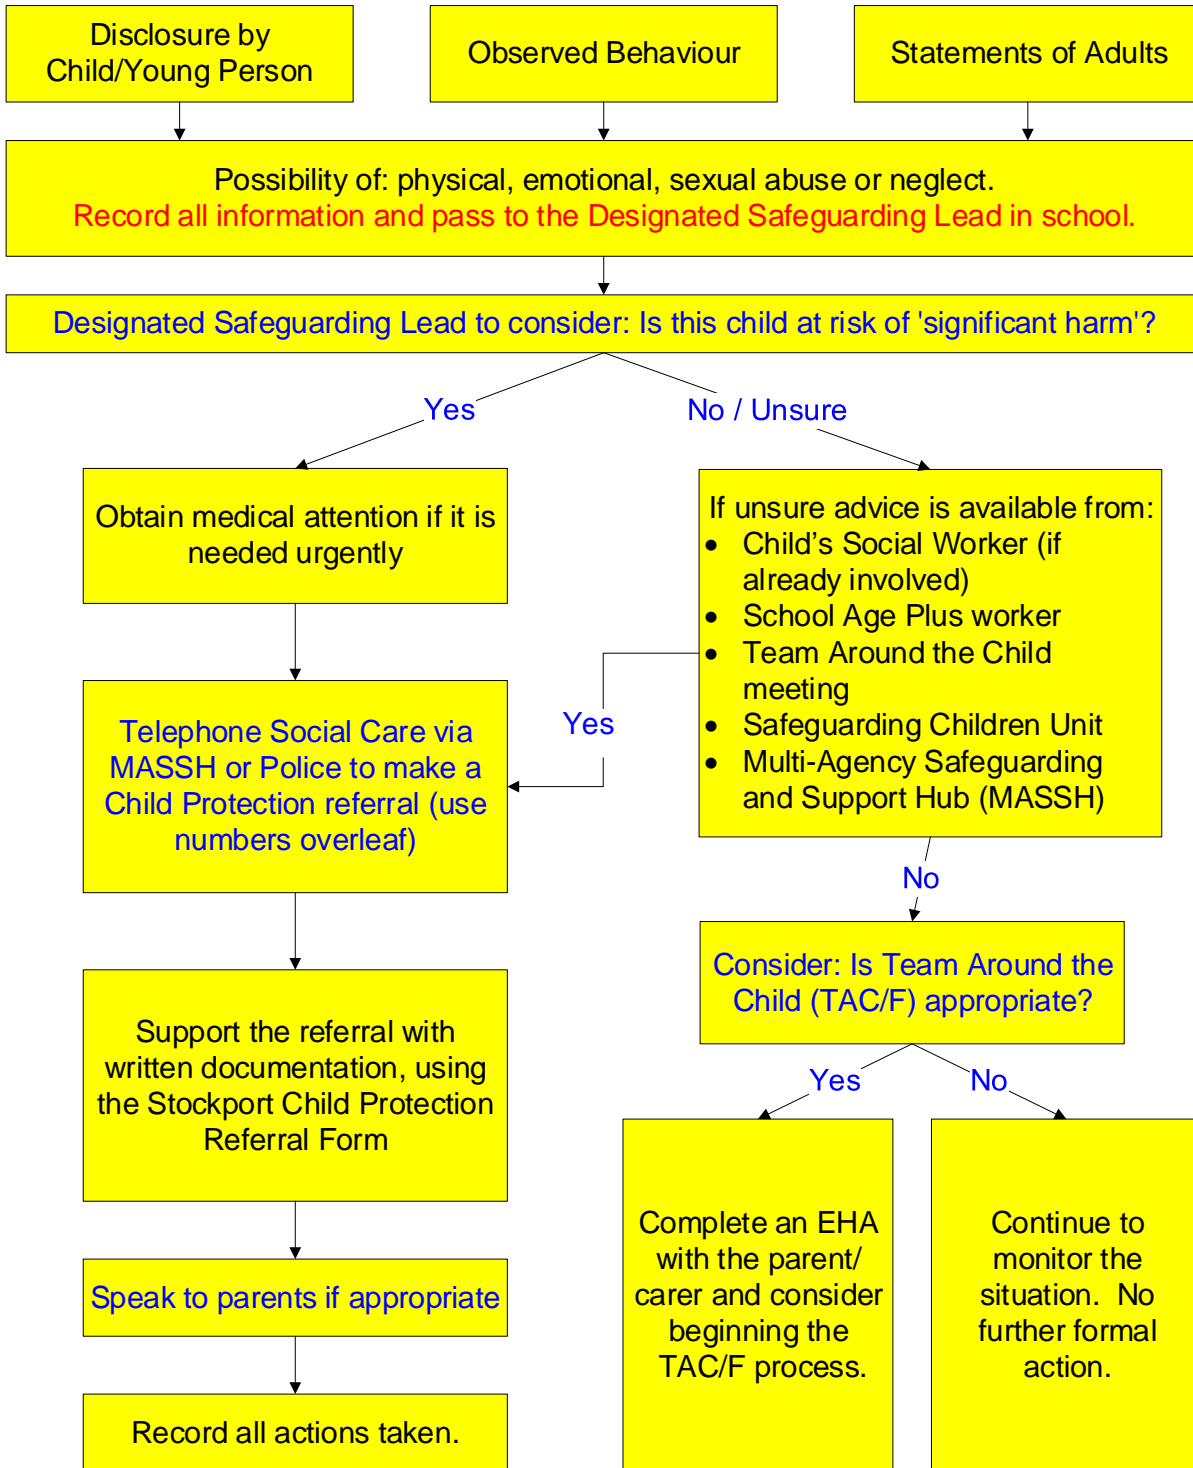 Disclosure by
Child/Young Person
Observed Behaviour
Statements of Adults
Possibility of: physical, emotional, sexual abuse or neglect.
Record all information and pass to the Designated Safeguarding Lead in school.
Designated Safeguarding Lead to consider: Is this child at risk of 'significant harm'?
Yes
No / Unsure
Obtain medical attention if it is
needed urgently
If unsure advice is available from:
• Child’s Social Worker (if
already involved)
• School Age Plus worker
• Team Around the Child
meeting
• Safeguarding Children Unit
• Multi-Agency Safeguarding
and Support Hub (MASSH)
Yes
Telephone Social Care via
MASSH or Police to make a
Child Protection referral (use
numbers overleaf)
No
Consider: Is Team Around the
Child (TAC/F) appropriate?
Support the referral with
written documentation, using
the Stockport Child Protection
Referral Form
Yes
No
Complete an EHA
with the parent/
carer and consider
beginning the
TAC/F process.
Continue to
monitor the
situation.  No
further formal
action.
Speak to parents if appropriate
Record all actions taken.